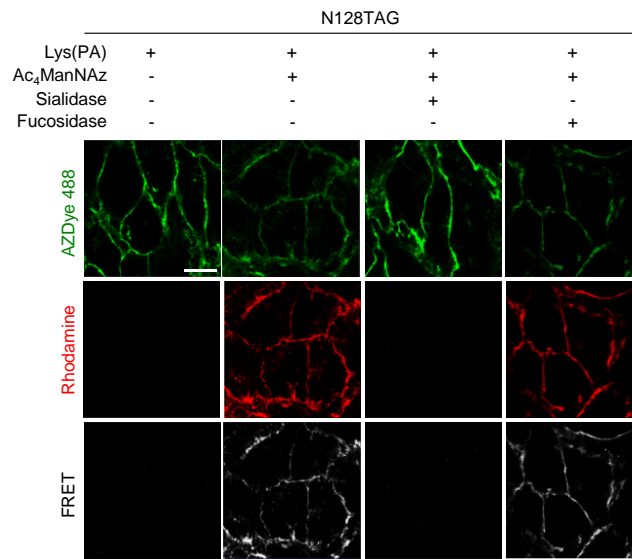 N128TAG
Lys(PA) + + + +
Ac₄ManNAz - + + +
Sialidase - - + -
Fucosidase - - - +
AZDye 488
Rhodamine
FRET